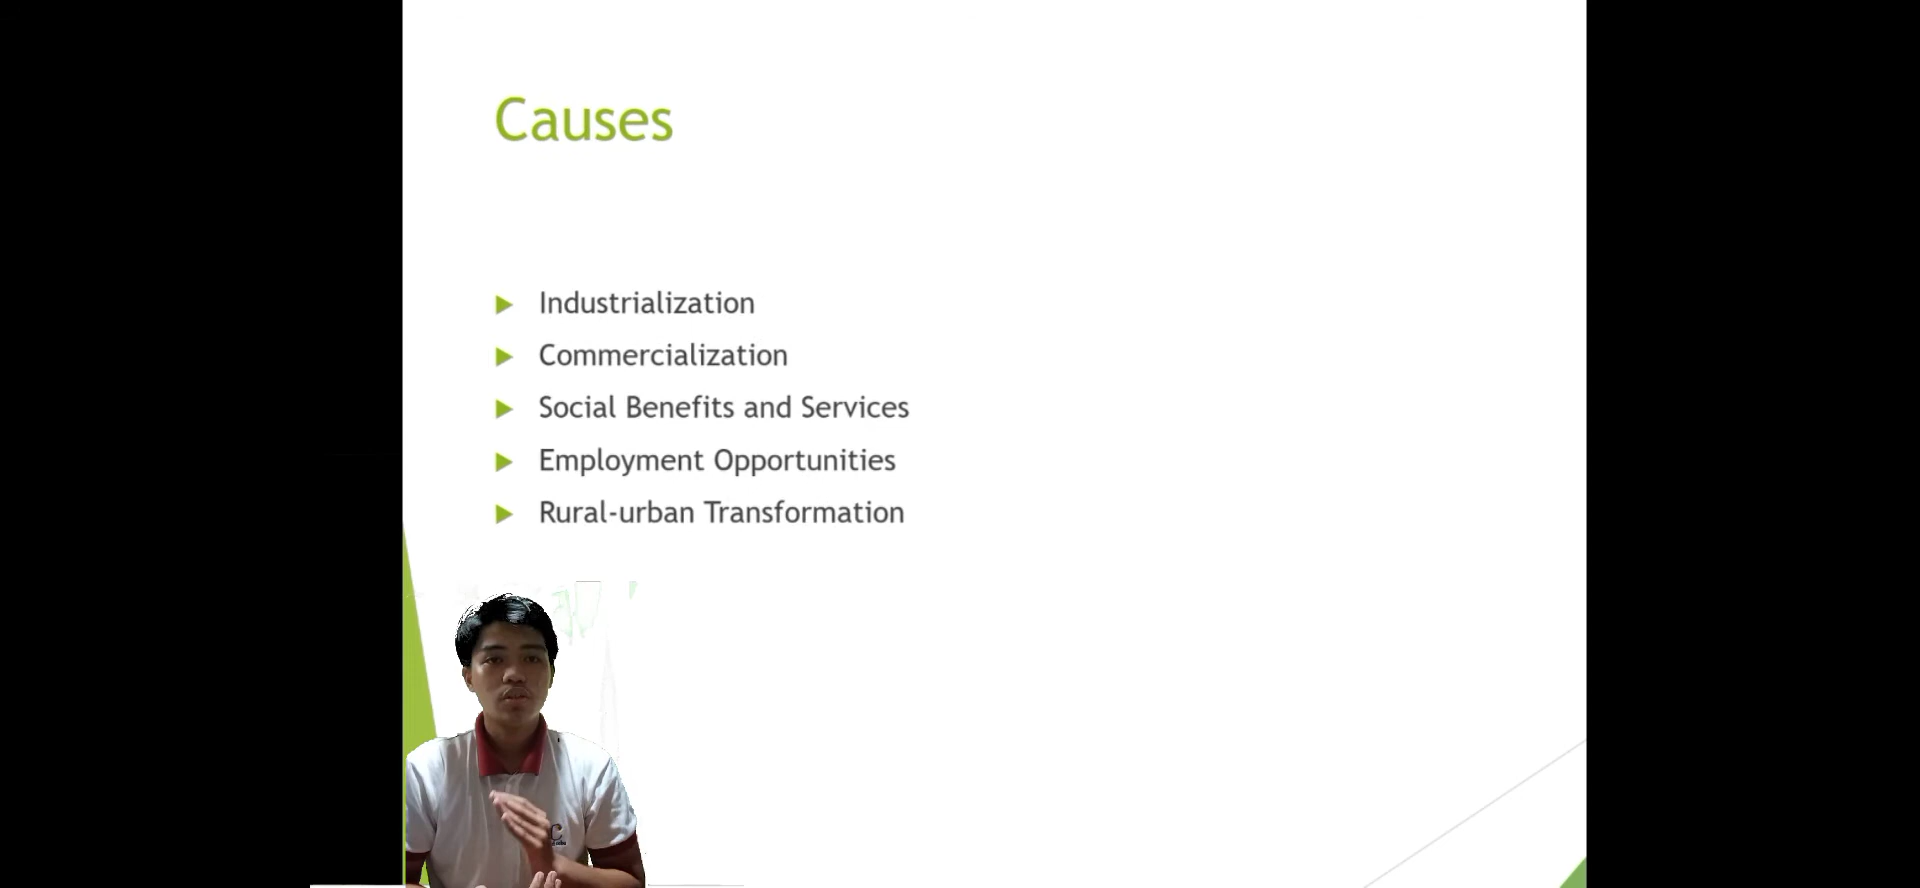 Causes
Industrialization
Commercialization
Social Benefits and Services
Employment Opportunities
Rural-urban Transformation